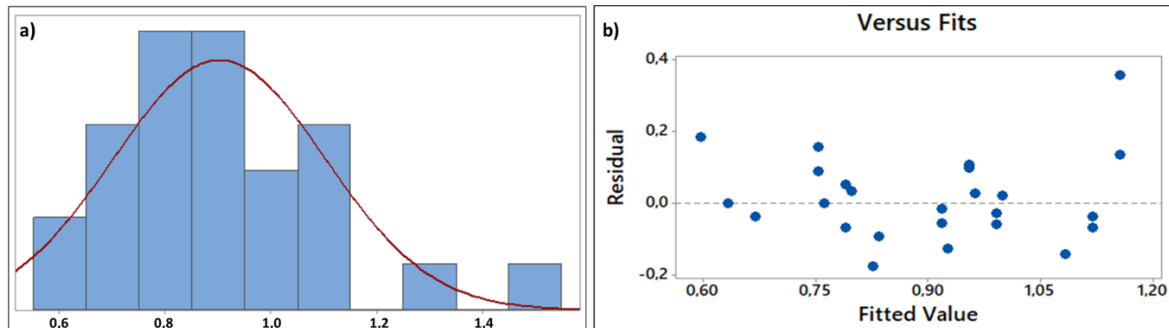 a)
0.6 0.8 1.0 1.2 1.4
b)
Versus Fits
0,4
0,2
0,0
-0,2
Residual
0,60 0,75 0,90 1,05 1,20
Fitted Value